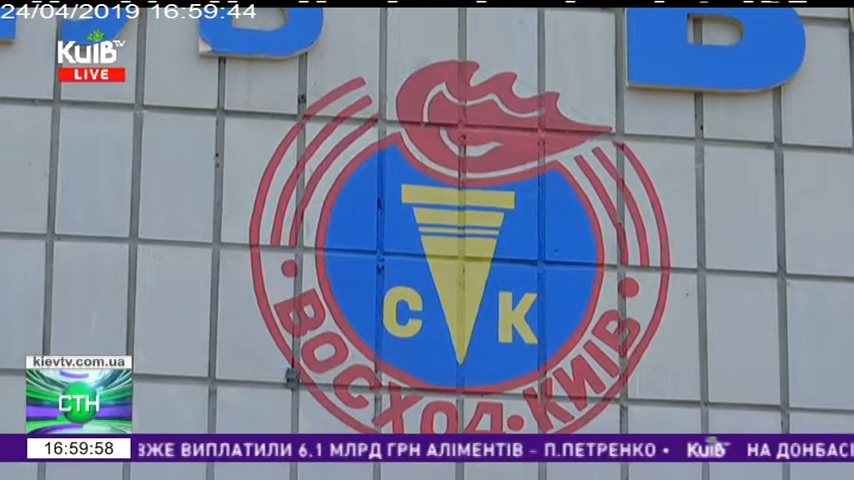 24/04/2019 16:59:44
КиїВ TV
LIVE
В
С К
ВОСХОД • КИЇВ
kievtv.com.ua
СТН
16:59:58 ВЖЕ ВИПЛАТИЛИ 6.1 МЛРД ГРН АЛІМЕНТІВ - П.ПЕТРЕНКО • КиїВ НА ДОНБАСІ